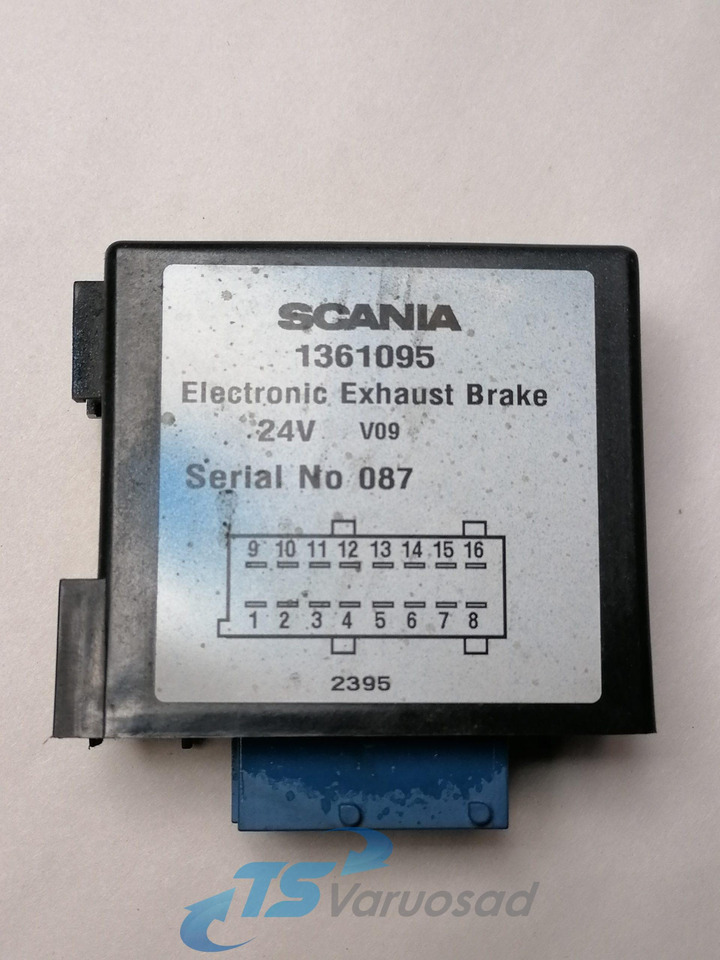 SCANIA
1361095
Electronic Exhaust Brake
24V V09
Serial No 087
9 10 11 12 13 14 15 16
1 2 3 4 5 6 7 8
2395
TS Varuosad